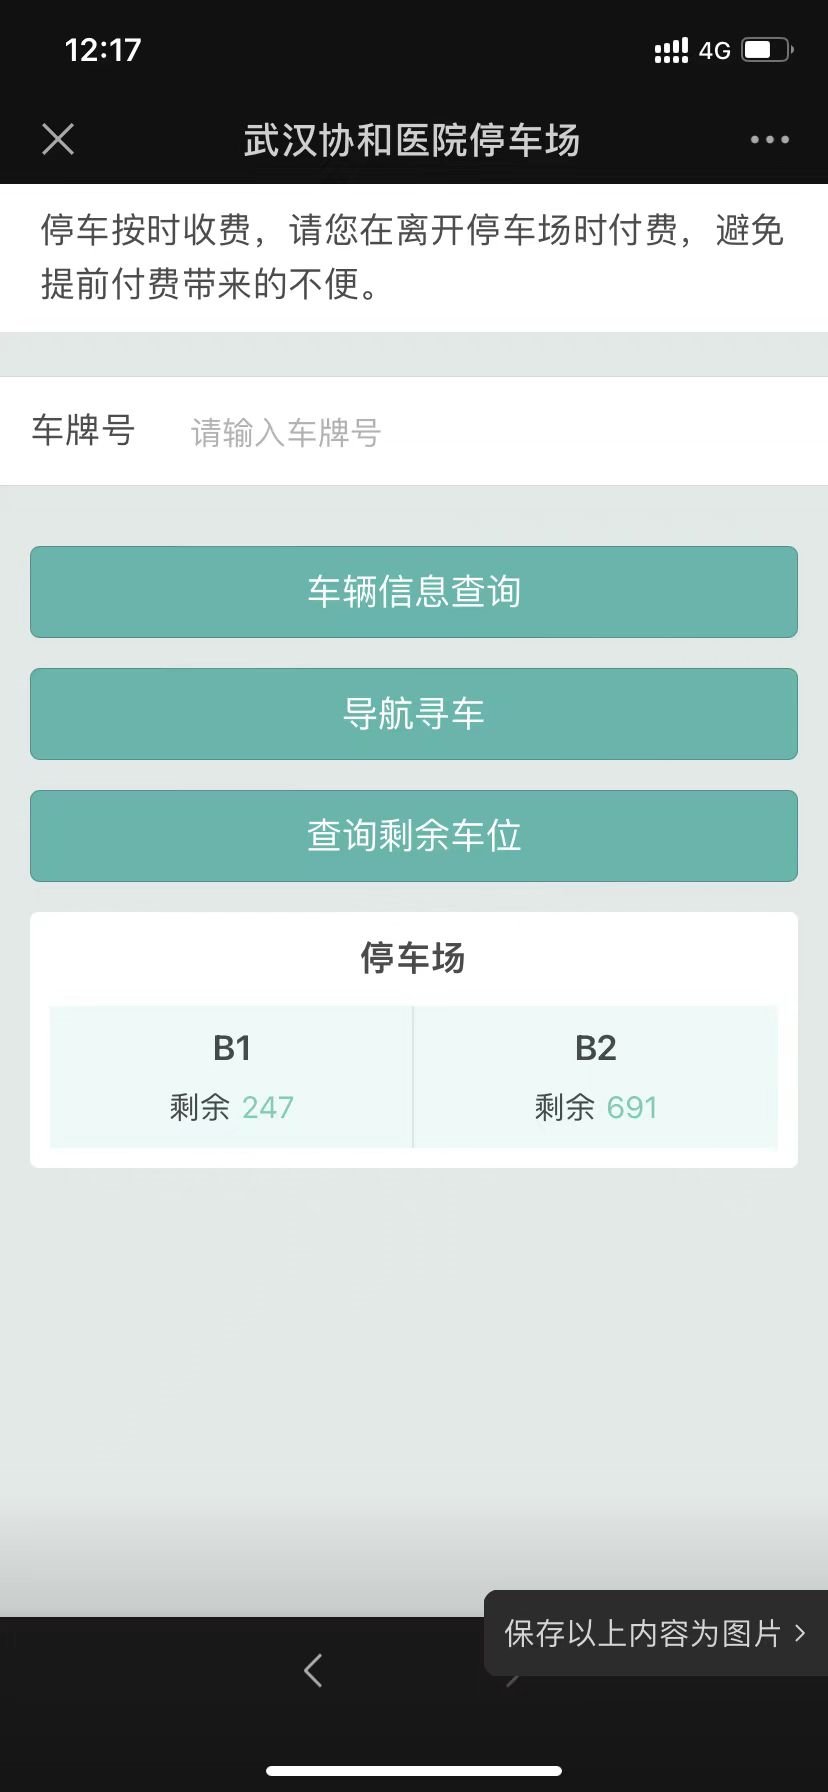 12:17
4G
武汉协和医院停车场
停车按时收费，请您在离开停车场时付费，避免
提前付费带来的不便。
车牌号 请输入车牌号
车辆信息查询
导航寻车
查询剩余车位
停车场
B1 B2
剩余 247 剩余 691
保存以上内容为图片